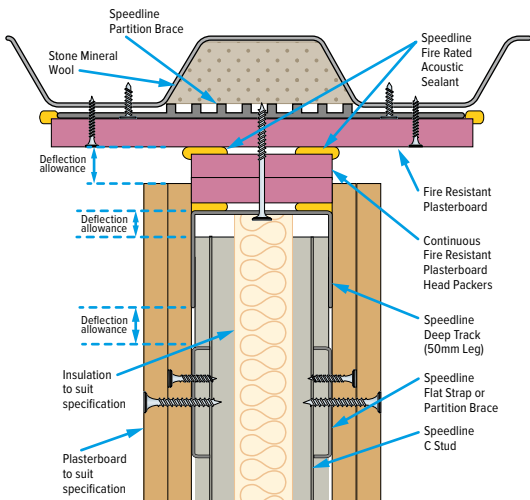 Speedline
Partition Brace
Stone Mineral
Wool
Speedline
Fire Rated
Acoustic
Sealant
Deflection
allowance
Fire Resistant
Plasterboard
Deflection
allowance
Continuous
Fire Resistant
Plasterboard
Head Packers
Deflection
allowance
Speedline
Deep Track
(50mm Leg)
Insulation
to suit
specification
Speedline
Flat Strap or
Partition Brace
Plasterboard
to suit
specification
Speedline
C Stud